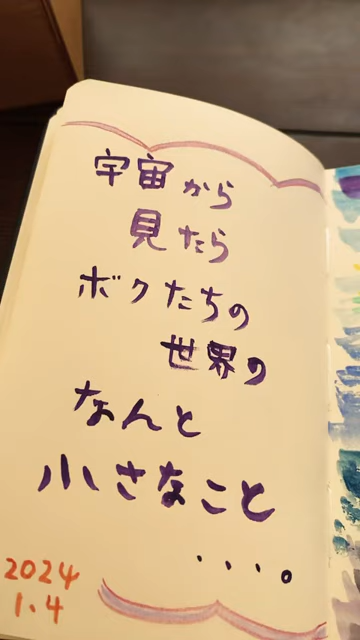 宇宙から
見たら
ボクたちの
世界の
なんと
小さなこと
....。
2024
1.4